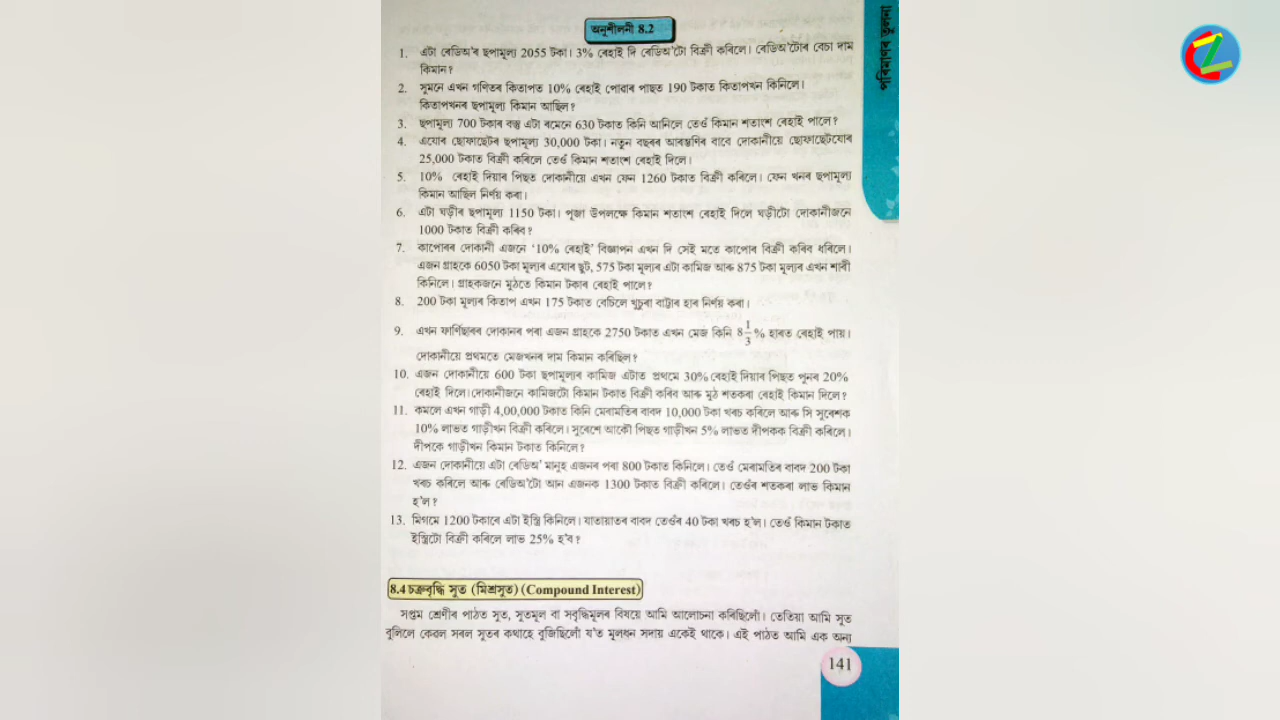 অনুশীলনী 8.2
পৰিমাণৰ তুলনা
1. এটা ৰেডিঅ'ৰ ছপামূল্য 2055 টকা। 3% ৰেহাই দি ৰেডিঅ'টো বিক্ৰী কৰিলে। ৰেডিঅ'টোৰ বেচা দাম
কিমান?
2. সুমনে এখন গণিতৰ কিতাপত 10% ৰেহাই পোৱাৰ পাছত 190 টকাত কিতাপখন কিনিলে।
কিতাপখনৰ ছপামূল্য কিমান আছিল?
3. ছপামূল্য 700 টকাৰ বস্তু এটা ৰমেনে 630 টকাত কিনি আনিলে তেওঁ কিমান শতাংশ ৰেহাই পালে?
4. এযোৰ ছোফাছেটৰ ছপামূল্য 30,000 টকা। নতুন বছৰৰ আৰম্ভণিৰ বাবে দোকানীয়ে ছোফাছেটযোৰ
25,000 টকাত বিক্ৰী কৰিলে তেওঁ কিমান শতাংশ ৰেহাই দিলে।
5. 10% ৰেহাই দিয়াৰ পিছত দোকানীয়ে এখন ফেন 1260 টকাত বিক্ৰী কৰিলে। ফেন খনৰ ছপামূল্য
কিমান আছিল নিৰ্ণয় কৰা।
6. এটা ঘড়ীৰ ছপামূল্য 1150 টকা। পূজা উপলক্ষে কিমান শতাংশ ৰেহাই দিলে ঘড়ীটো দোকানীজনে
1000 টকাত বিক্ৰী কৰিব?
7. কাপোৰৰ দোকানী এজনে ‘10% ৰেহাই’ বিজ্ঞাপন এখন দি সেই মতে কাপোৰ বিক্ৰী কৰিব ধৰিলে।
এজন গ্ৰাহকে 6050 টকা মূল্যৰ এযোৰ ছুট, 575 টকা মূল্যৰ এটা কামিজ আৰু 875 টকা মূল্যৰ এখন শাৰী
কিনিলে। গ্ৰাহকজনে মুঠতে কিমান টকাৰ ৰেহাই পালে?
8. 200 টকা মূল্যৰ কিতাপ এখন 175 টকাত বেচিলে খুচুৰা বাট্টাৰ হাৰ নিৰ্ণয় কৰা।
9. এখন ফাৰ্ণিছাৰৰ দোকানৰ পৰা এজন গ্ৰাহকে 2750 টকাত এখন মেজ কিনি 8 1/3 % হাৰত ৰেহাই পায়।
দোকানীয়ে প্ৰথমতে মেজখনৰ দাম কিমান কৰিছিল?
10. এজন দোকানীয়ে 600 টকা ছপামূল্যৰ কামিজ এটাত প্ৰথমে 30% ৰেহাই দিয়াৰ পিছত পুনৰ 20%
ৰেহাই দিলে। দোকানীজনে কামিজটো কিমান টকাত বিক্ৰী কৰিব আৰু মুঠ শতকৰা ৰেহাই কিমান দিলে?
11. কমলে এখন গাড়ী 4,00,000 টকাত কিনি মেৰামতিৰ বাবদ 10,000 টকা খৰচ কৰিলে আৰু সি সুৰেশক
10% লাভত গাড়ীখন বিক্ৰী কৰিলে। সুৰেশে আকৌ পিছত গাড়ীখন 5% লাভত দীপকক বিক্ৰী কৰিলে।
দীপকে গাড়ীখন কিমান টকাত কিনিলে?
12. এজন দোকানীয়ে এটা ৰেডিঅ' মানুহ এজনৰ পৰা 800 টকাত কিনিলে। তেওঁ মেৰামতিৰ বাবদ 200 টকা
খৰচ কৰিলে আৰু ৰেডিঅ'টো আন এজনক 1300 টকাত বিক্ৰী কৰিলে। তেওঁৰ শতকৰা লাভ কিমান
হ'ল?
13. মিগমে 1200 টকাৰে এটা ইস্ত্ৰি কিনিলে। যাতায়াতৰ বাবদ তেওঁৰ 40 টকা খৰচ হ'ল। তেওঁ কিমান টকাত
ইস্ত্ৰিটো বিক্ৰী কৰিলে লাভ 25% হ'ব?
8.4 চক্ৰবৃদ্ধি সুত (মিশ্ৰসুত) (Compound Interest)
সপ্তম শ্ৰেণীৰ পাঠত সুত, সুতমূল বা সবৃদ্ধিমূলৰ বিষয়ে আমি আলোচনা কৰিছিলোঁ। তেতিয়া আমি সুত
বুলিলে কেৱল সৰল সুতৰ কথাহে বুজিছিলোঁ য'ত মূলধন সদায় একেই থাকে। এই পাঠত আমি এক অন্য
141